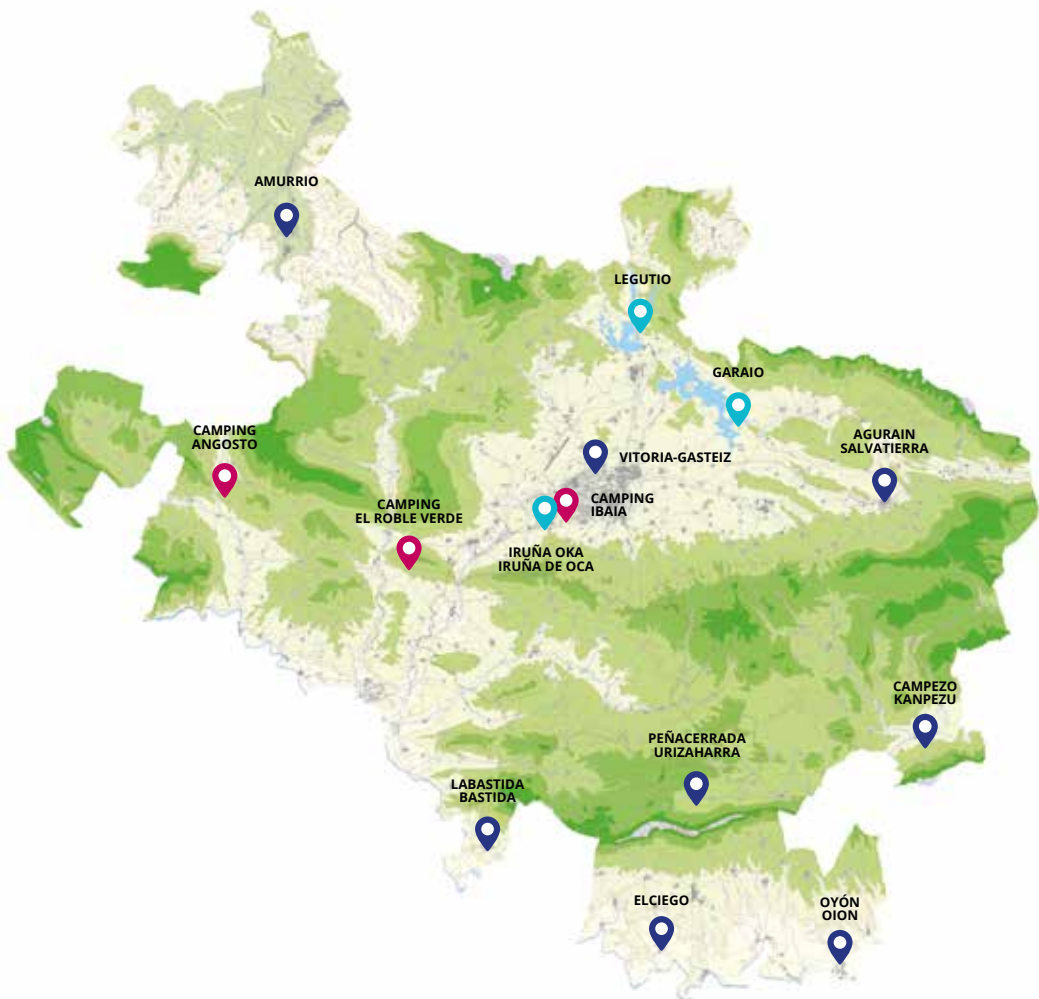 AMURRIO
LEGUTIO
GARAIO
CAMPING
ANGOSTO
AGURAIN
SALVATIERRA
VITORIA-GASTEIZ
CAMPING
IBAIA
CAMPING
EL ROBLE VERDE
IRUÑA OKA
IRUÑA DE OCA
CAMPEZO
KANPEZU
PEÑACERRADA
URIZAHARRA
LABASTIDA
BASTIDA
ELCIEGO
OYÓN
OION